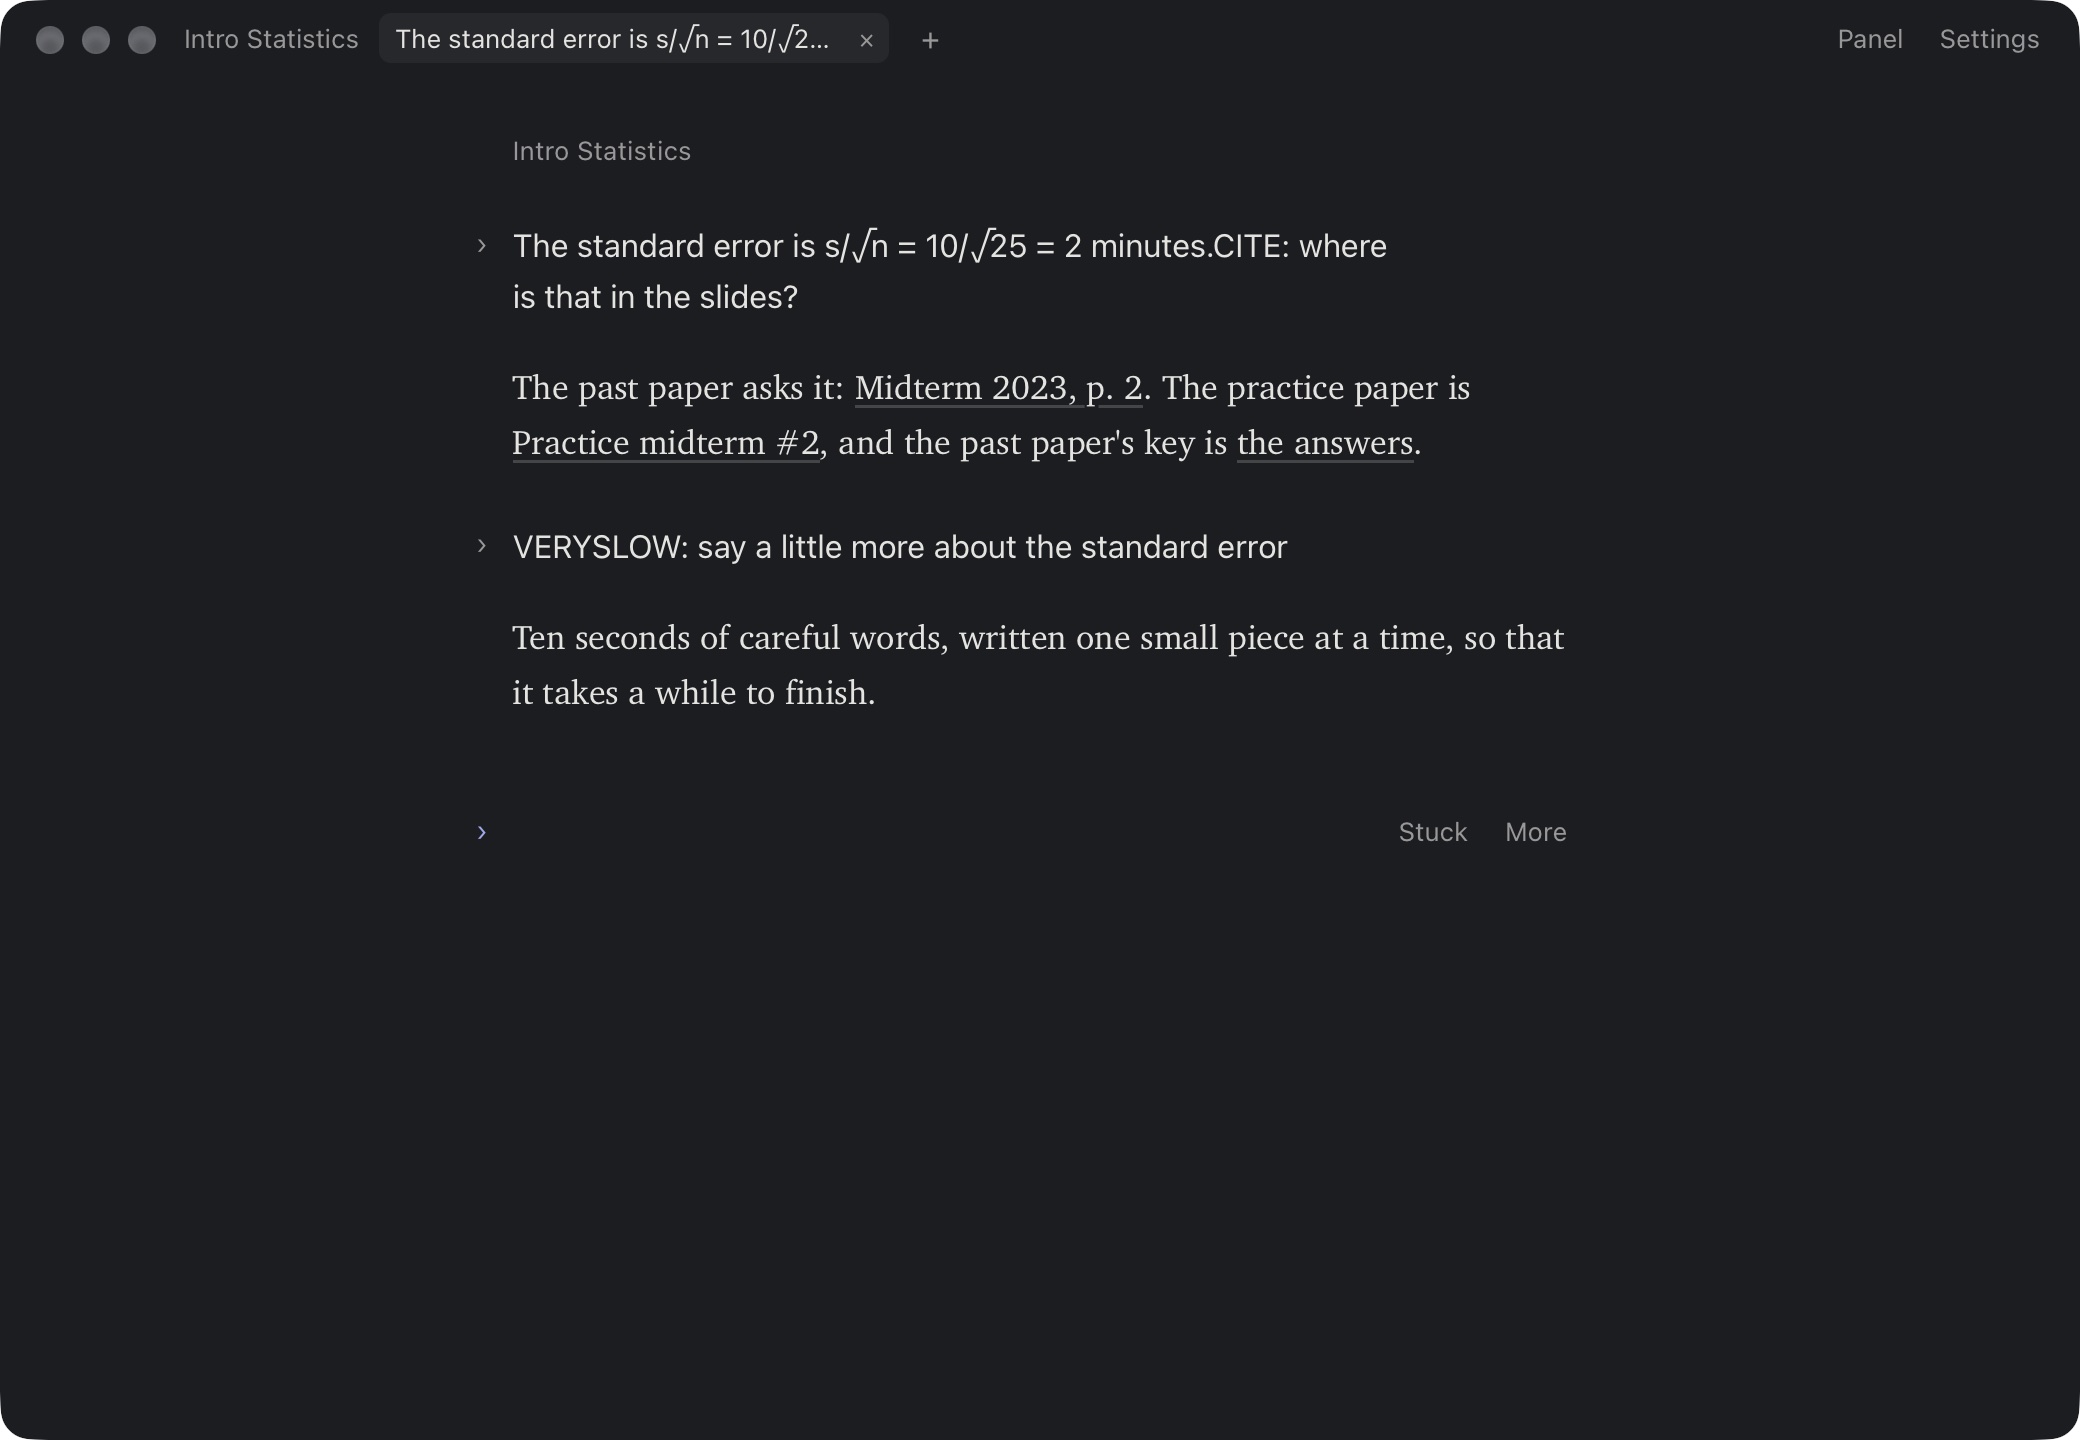 Intro Statistics
The standard error is s/√n = 10/√2... × +
Panel Settings
Intro Statistics
› The standard error is s/√n = 10/√25 = 2 minutes.CITE: where
is that in the slides?
The past paper asks it: Midterm 2023, p. 2. The practice paper is
Practice midterm #2, and the past paper's key is the answers.
› VERYSLOW: say a little more about the standard error
Ten seconds of careful words, written one small piece at a time, so that
it takes a while to finish.
› Stuck More